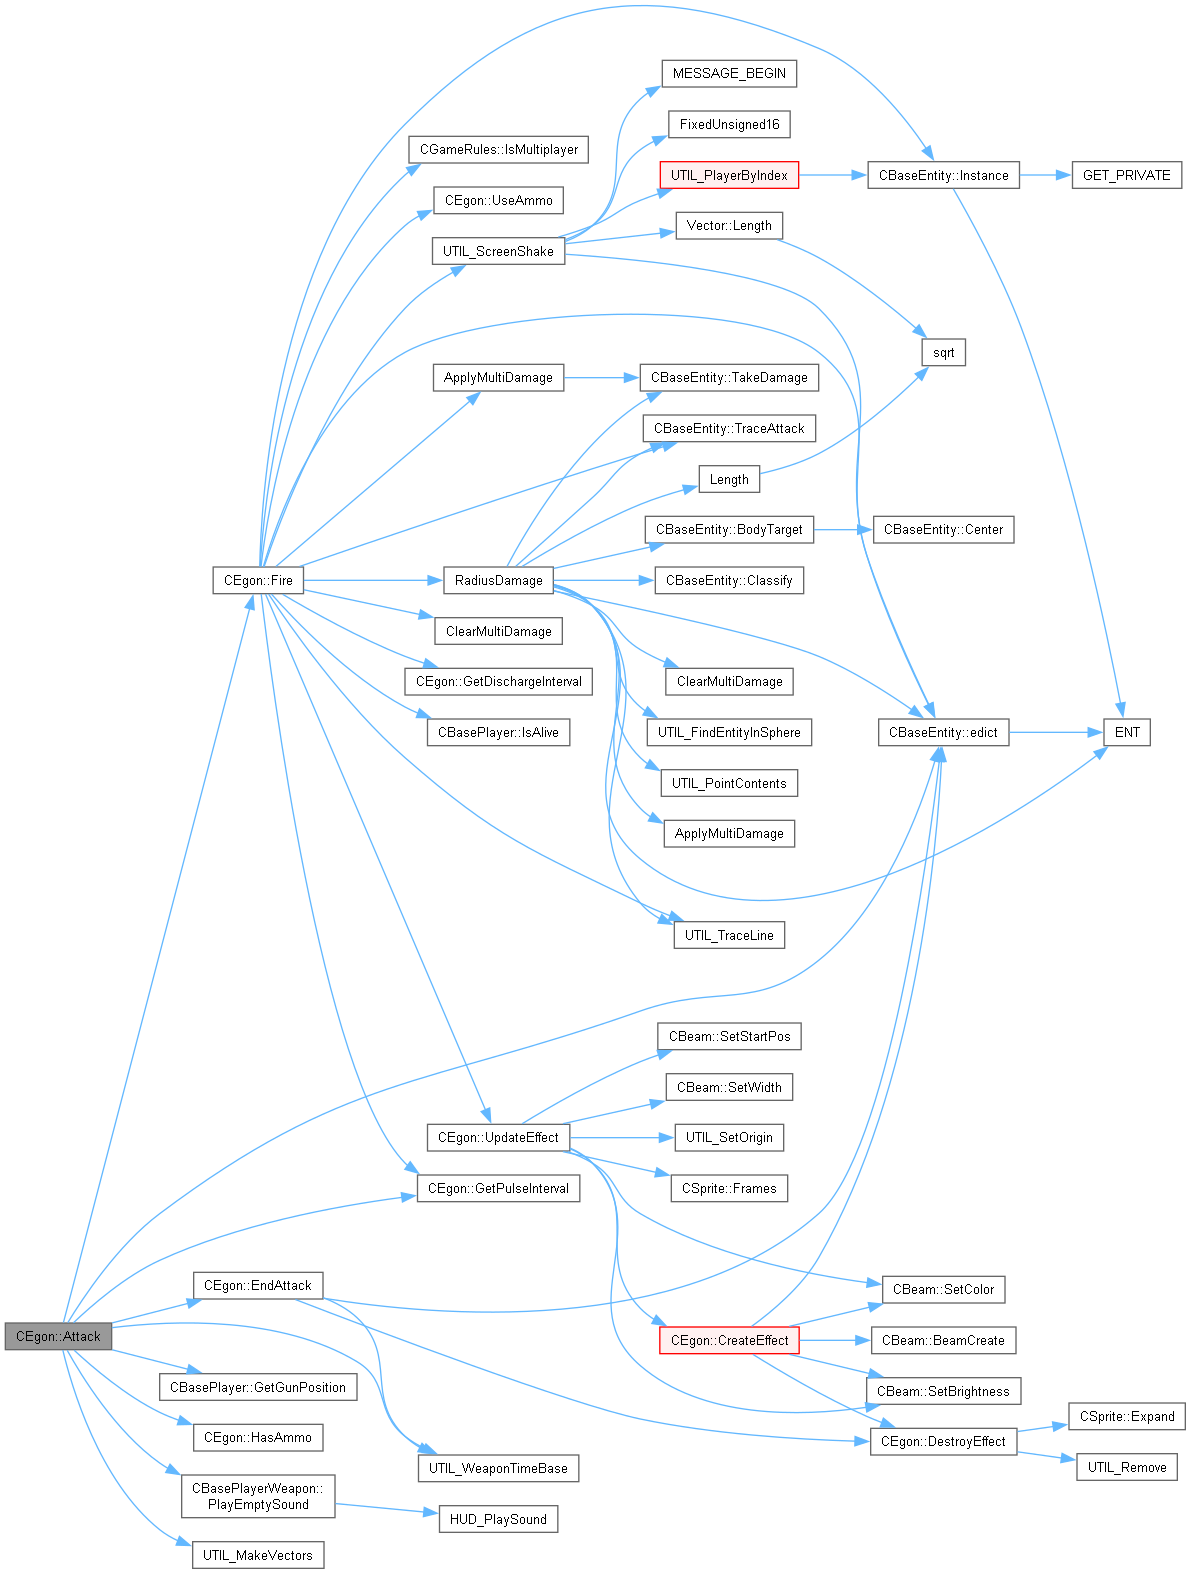 MESSAGE_BEGIN
FixedUnsigned16
CGameRules::IsMultiplayer
UTIL_PlayerByIndex
CBaseEntity::Instance
GET_PRIVATE
CEgon::UseAmmo
Vector::Length
UTIL_ScreenShake
sqrt
ApplyMultiDamage
CBaseEntity::TakeDamage
CBaseEntity::TraceAttack
Length
CBaseEntity::BodyTarget
CBaseEntity::Center
CEgon::Fire
RadiusDamage
CBaseEntity::Classify
ClearMultiDamage
CEgon::GetDischargeInterval
ClearMultiDamage
CBasePlayer::IsAlive
UTIL_FindEntityInSphere
CBaseEntity::edict
ENT
UTIL_PointContents
ApplyMultiDamage
UTIL_TraceLine
CBeam::SetStartPos
CBeam::SetWidth
CEgon::UpdateEffect
UTIL_SetOrigin
CEgon::GetPulseInterval
CSprite::Frames
CEgon::EndAttack
CBeam::SetColor
CEgon::Attack
CEgon::CreateEffect
CBeam::BeamCreate
CBasePlayer::GetGunPosition
CBeam::SetBrightness
CSprite::Expand
CEgon::HasAmmo
CEgon::DestroyEffect
UTIL_WeaponTimeBase
UTIL_Remove
CBasePlayerWeapon::
PlayEmptySound
HUD_PlaySound
UTIL_MakeVectors